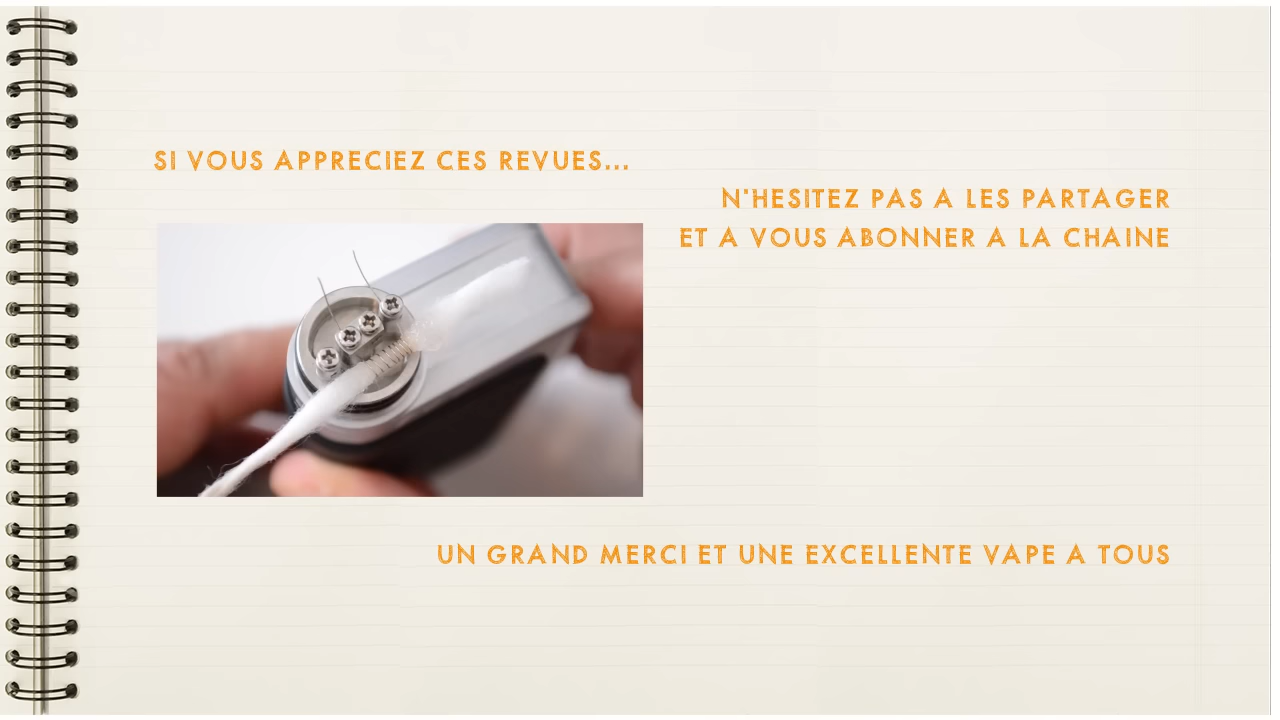 SI VOUS APPRECIEZ CES REVUES...
N'HESITEZ PAS A LES PARTAGER
ET A VOUS ABONNER A LA CHAINE
UN GRAND MERCI ET UNE EXCELLENTE VAPE A TOUS